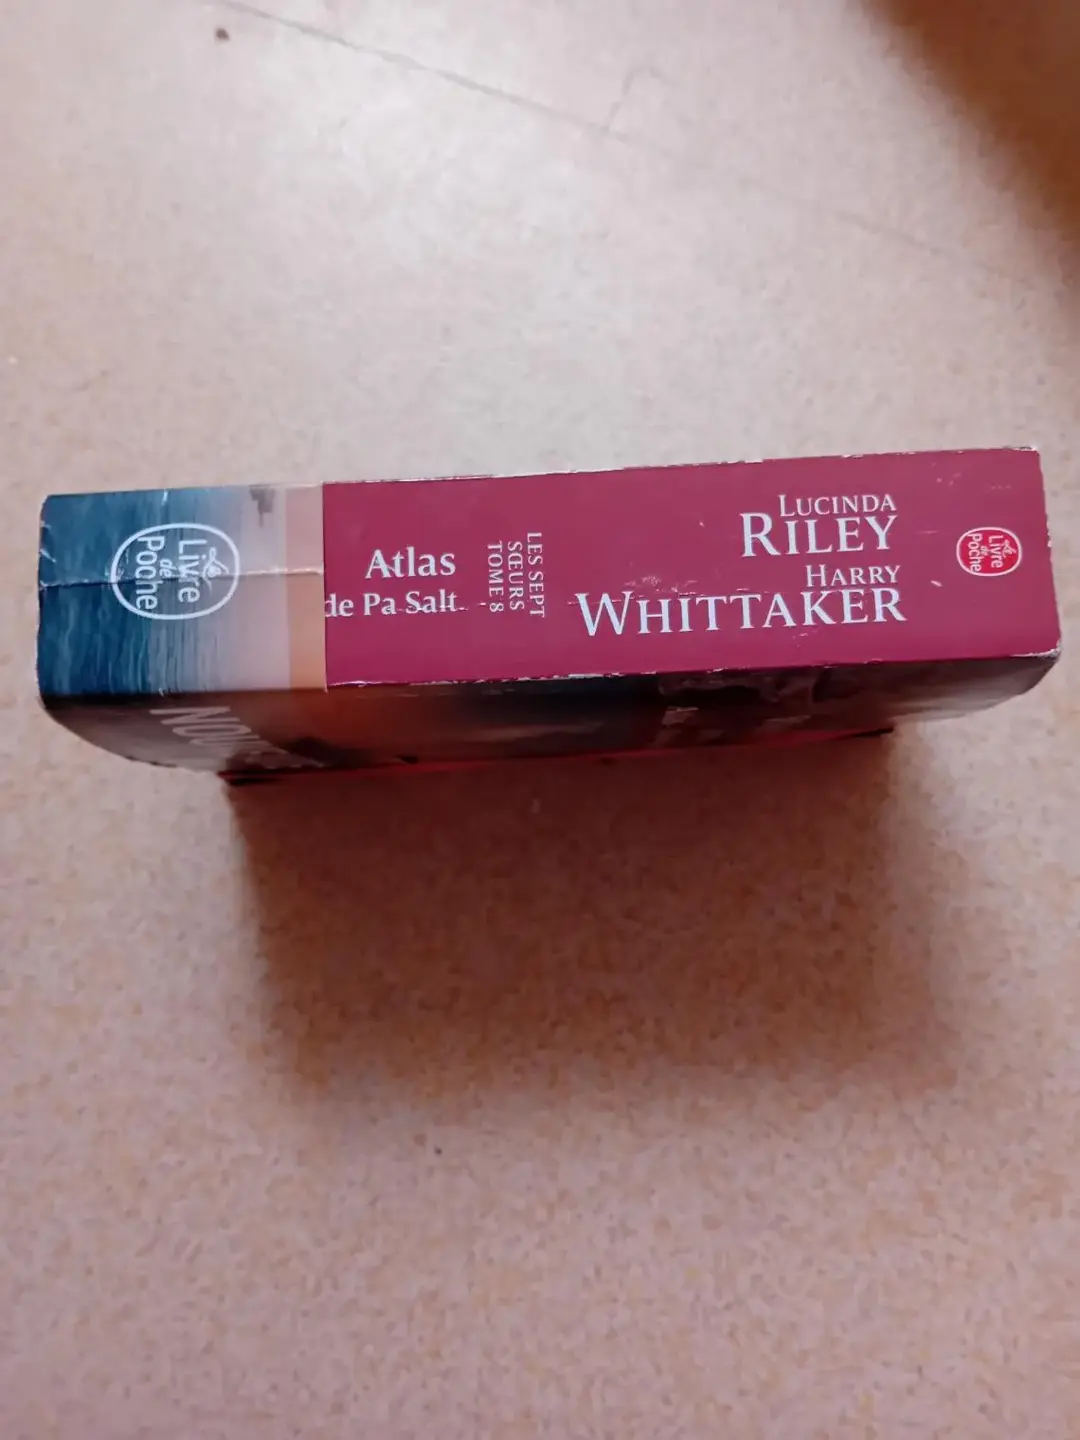 LUCINDA
RILEY
HARRY
WHITTAKER
LES SEPT
SŒURS
TOME 8
Atlas
de Pa Salt
Le
Livre
de
Poche
Le
Livre
de
Poche